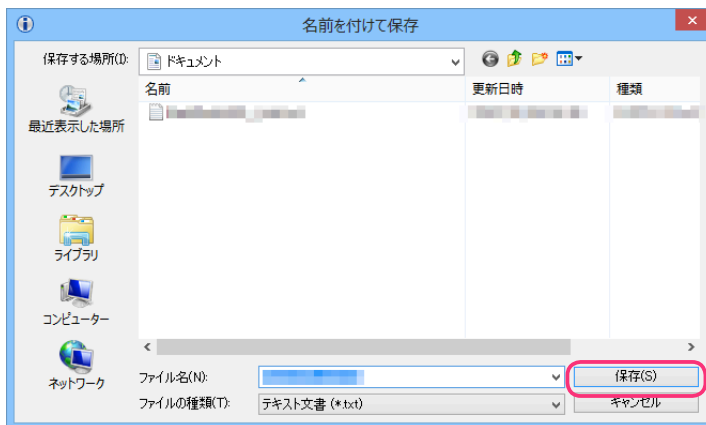 名前を付けて保存
保存する場所(I):
ドキュメント
名前
更新日時
種類
最近表示した場所
デスクトップ
ライブラリ
コンピューター
ネットワーク
ファイル名(N):
保存(S)
ファイルの種類(T):
テキスト文書 (*.txt)
キャンセル